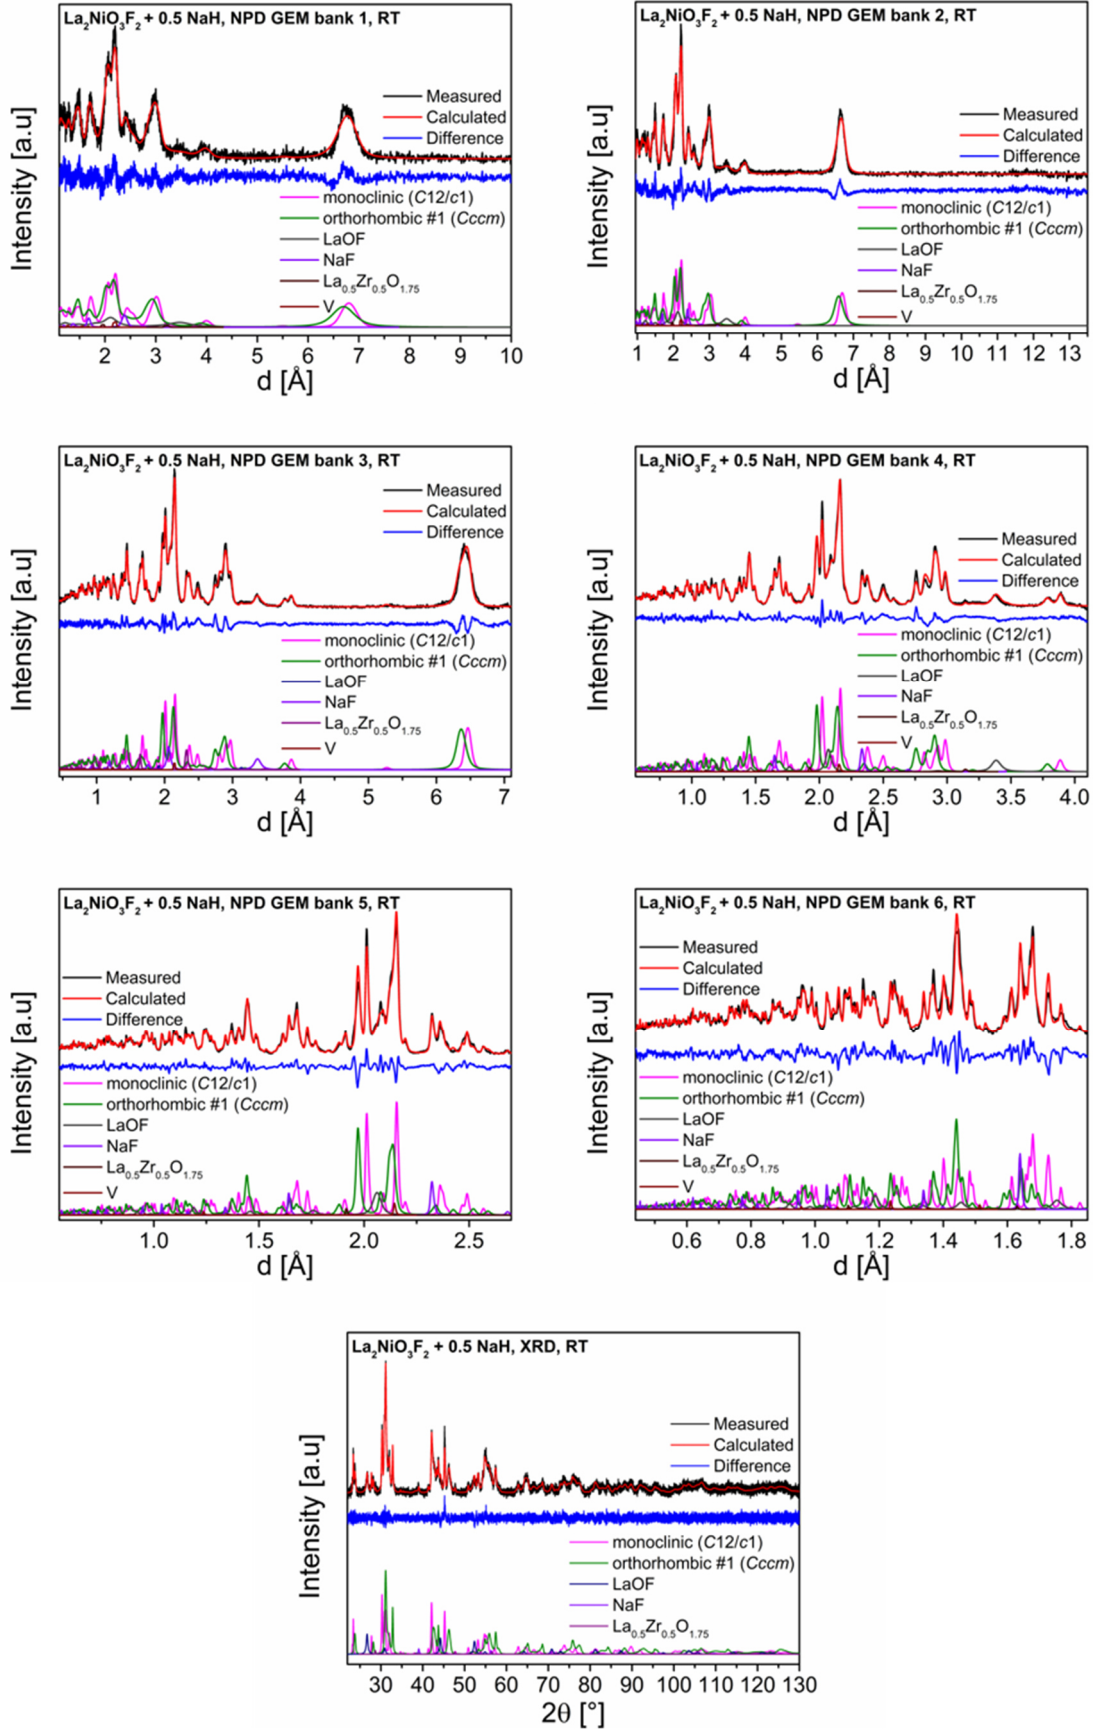 La2NiO3F2 + 0.5 NaH, NPD GEM bank 1, RT
Intensity [a.u]
Measured
Calculated
Difference
monoclinic (C12/c1)
orthorhombic #1 (Cccm)
LaOF
NaF
La0.5Zr0.5O1.75
V
2 3 4 5 6 7 8 9 10
d [Å]
La2NiO3F2 + 0.5 NaH, NPD GEM bank 2, RT
Intensity [a.u]
Measured
Calculated
Difference
monoclinic (C12/c1)
orthorhombic #1 (Cccm)
LaOF
NaF
La0.5Zr0.5O1.75
V
1 2 3 4 5 6 7 8 9 10 11 12 13
d [Å]
La2NiO3F2 + 0.5 NaH, NPD GEM bank 3, RT
Intensity [a.u]
Measured
Calculated
Difference
monoclinic (C12/c1)
orthorhombic #1 (Cccm)
LaOF
NaF
La0.5Zr0.5O1.75
V
1 2 3 4 5 6 7
d [Å]
La2NiO3F2 + 0.5 NaH, NPD GEM bank 4, RT
Intensity [a.u]
Measured
Calculated
Difference
monoclinic (C12/c1)
orthorhombic #1 (Cccm)
LaOF
NaF
La0.5Zr0.5O1.75
V
1.0 1.5 2.0 2.5 3.0 3.5 4.0
d [Å]
La2NiO3F2 + 0.5 NaH, NPD GEM bank 5, RT
Intensity [a.u]
Measured
Calculated
Difference
monoclinic (C12/c1)
orthorhombic #1 (Cccm)
LaOF
NaF
La0.5Zr0.5O1.75
V
1.0 1.5 2.0 2.5
d [Å]
La2NiO3F2 + 0.5 NaH, NPD GEM bank 6, RT
Intensity [a.u]
Measured
Calculated
Difference
monoclinic (C12/c1)
orthorhombic #1 (Cccm)
LaOF
NaF
La0.5Zr0.5O1.75
V
0.6 0.8 1.0 1.2 1.4 1.6 1.8
d [Å]
La2NiO3F2 + 0.5 NaH, XRD, RT
Intensity [a.u]
Measured
Calculated
Difference
monoclinic (C12/c1)
orthorhombic #1 (Cccm)
LaOF
NaF
La0.5Zr0.5O1.75
30 40 50 60 70 80 90 100 110 120 130
2θ [°]